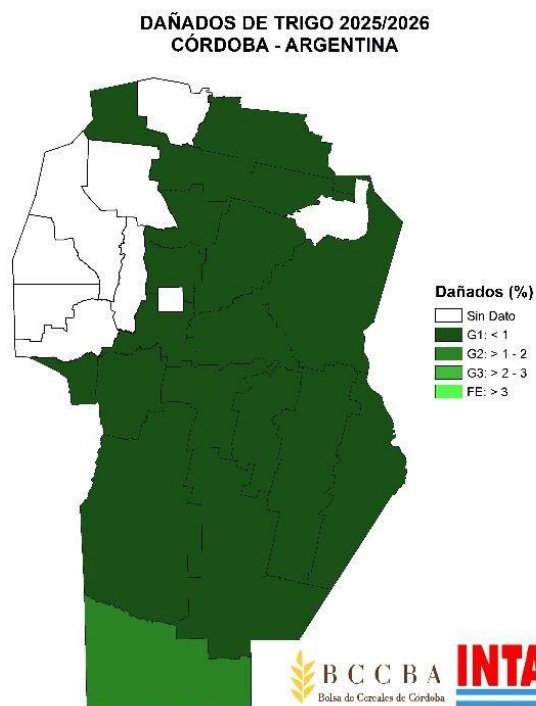 DAÑADOS DE TRIGO 2025/2026
CÓRDOBA - ARGENTINA
Dañados (%)
Sin Dato
G1: < 1
G2: > 1 - 2
G3: > 2 - 3
FE: > 3
BCCBA
Bolsa de Cereales de Córdoba
INTA